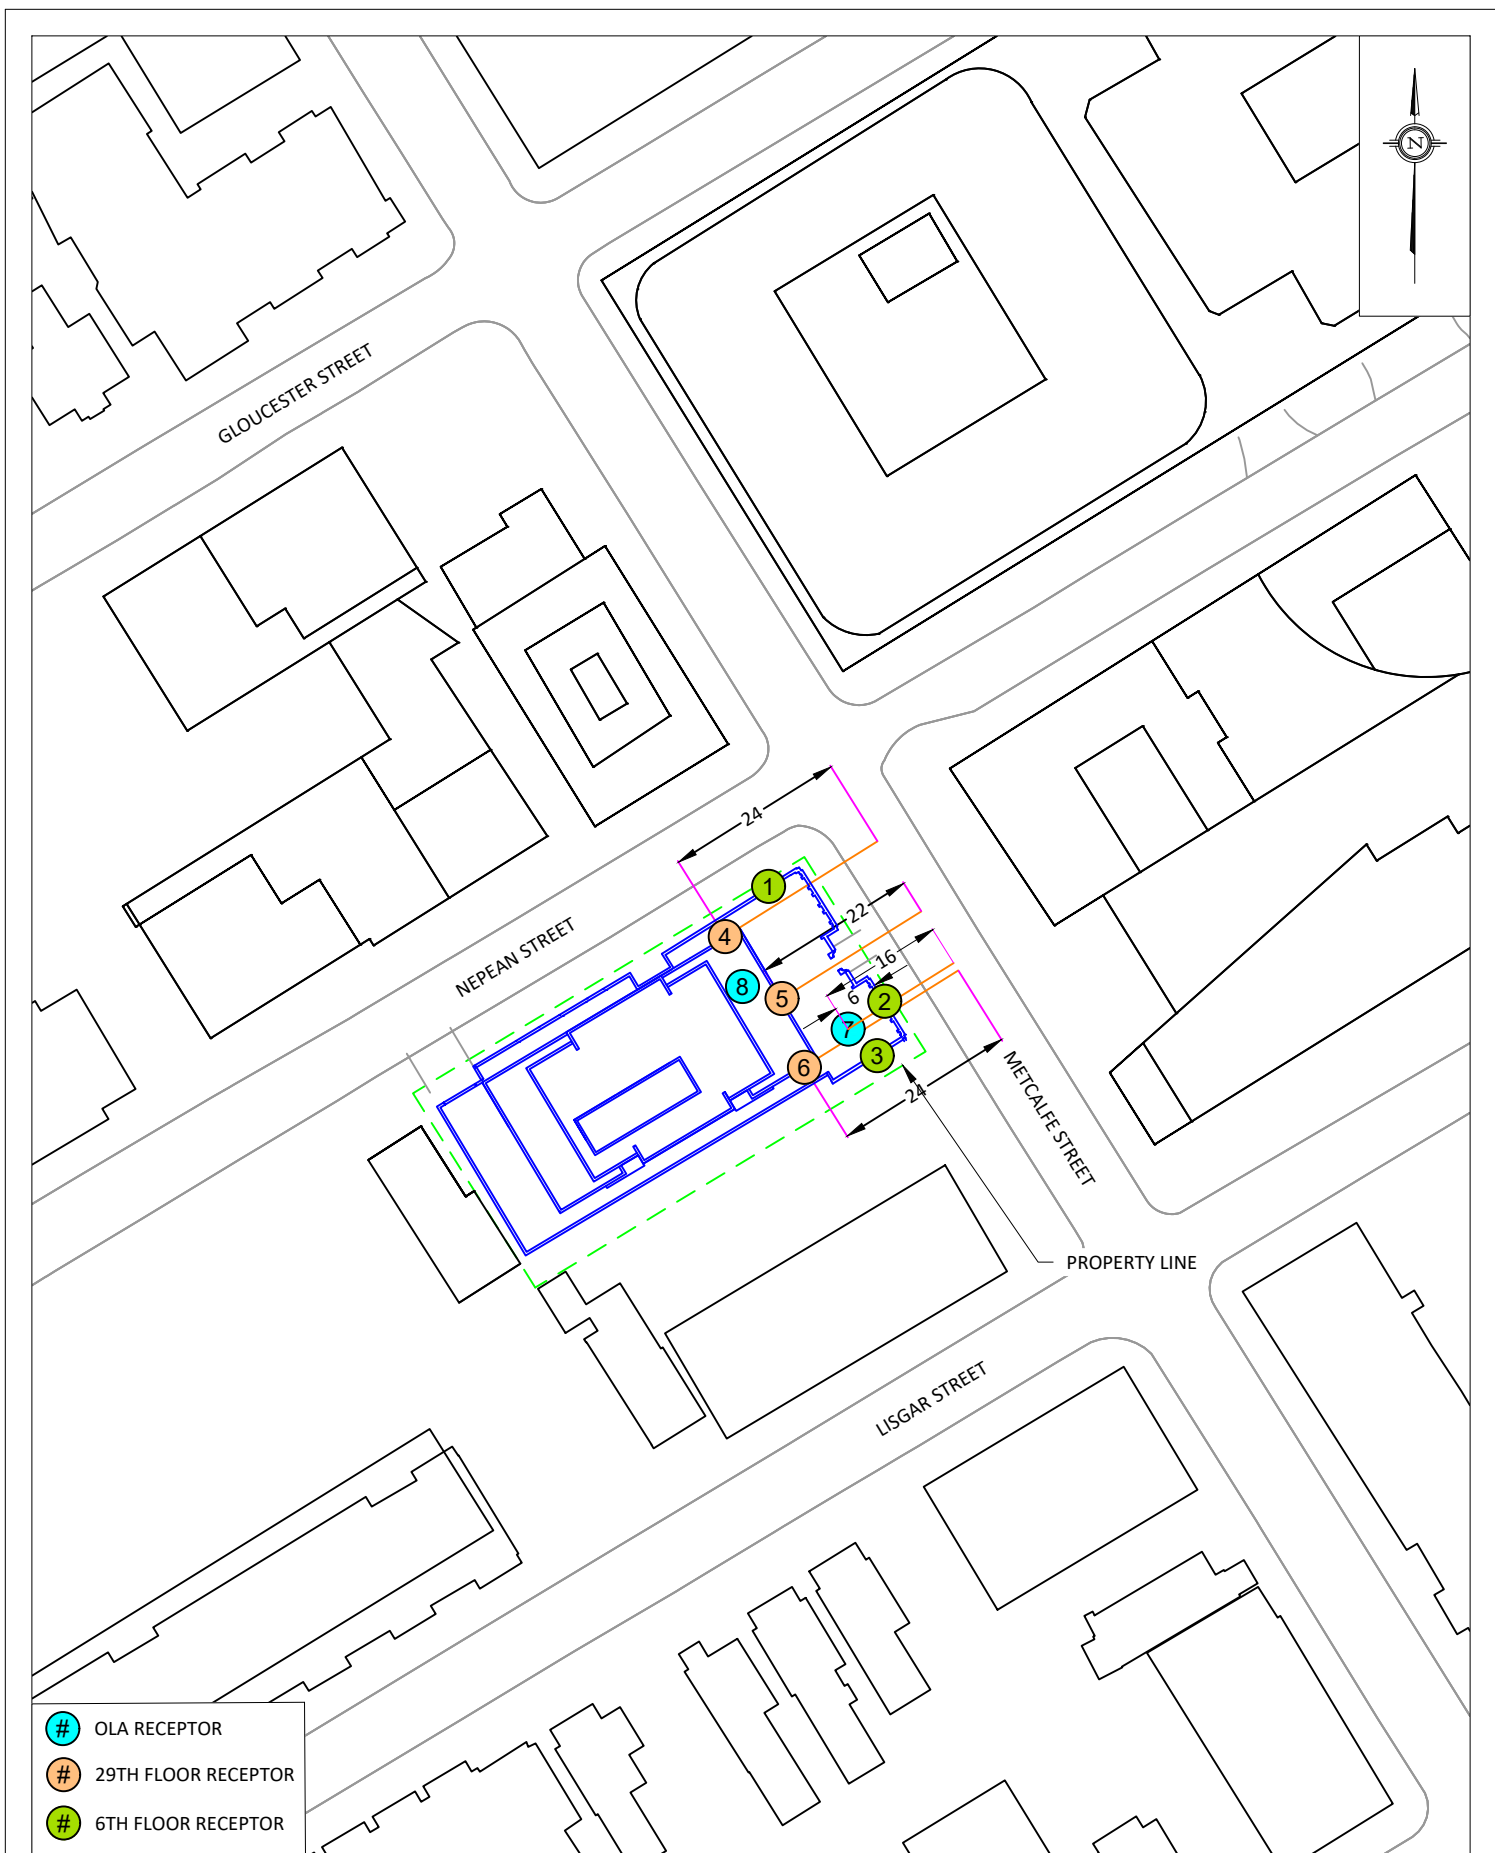 N
GLOUCESTER STREET
24
1
22
4
NEPEAN STREET
16
8
5
6
2
7
3
6
METCALFE STREET
24
PROPERTY LINE
LISGAR STREET
# OLA RECEPTOR
# 29TH FLOOR RECEPTOR
# 6TH FLOOR RECEPTOR